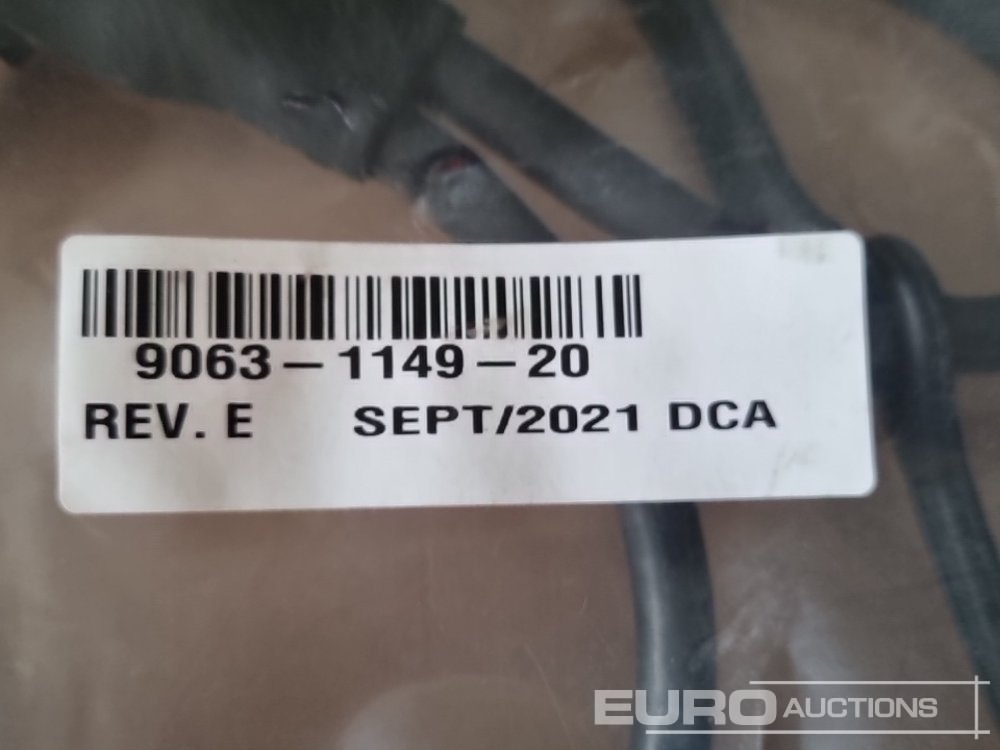 9063-1149-20
REV. E SEPT/2021 DCA
EURO AUCTIONS